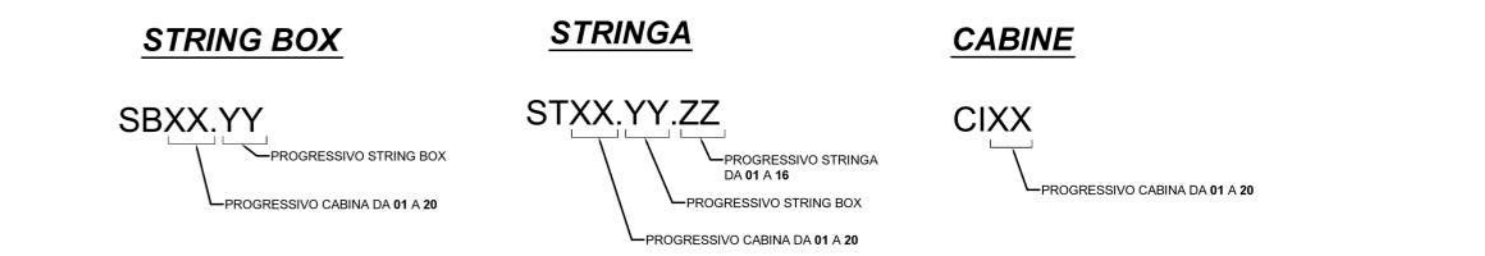 STRING BOX
SBXX.YY
PROGRESSIVO STRING BOX
PROGRESSIVO CABINA DA 01 A 20
STRINGA
STXX.YY.ZZ
PROGRESSIVO STRINGA
DA 01 A 16
PROGRESSIVO STRING BOX
PROGRESSIVO CABINA DA 01 A 20
CABINE
CIXX
PROGRESSIVO CABINA DA 01 A 20